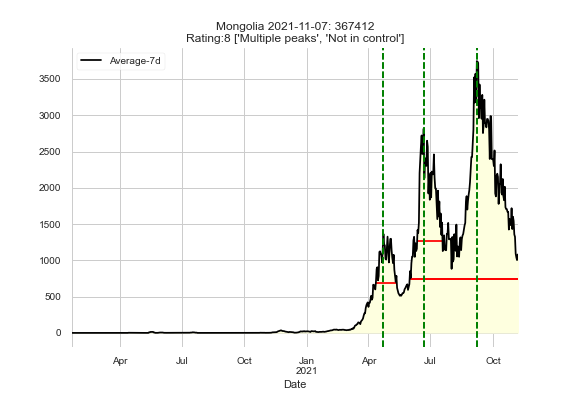 Mongolia 2021-11-07: 367412
Rating:8 ['Multiple peaks', 'Not in control']
Average-7d
3500
3000
2500
2000
1500
1000
500
0
Apr Jul Oct Jan Apr Jul Oct
2021
Date